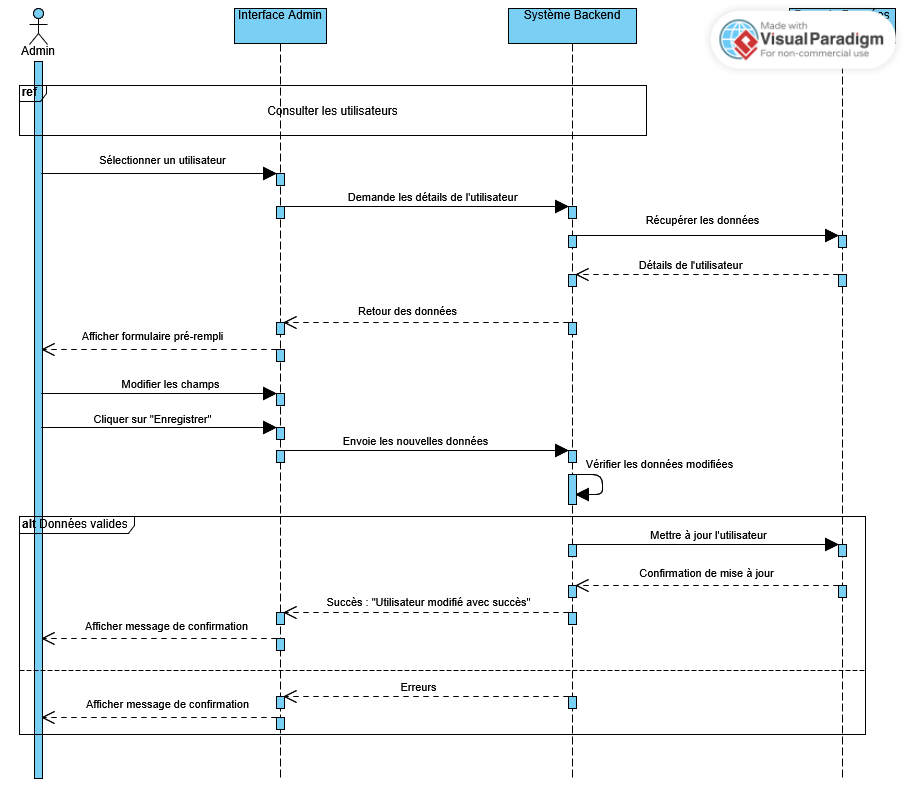 Interface Admin
Système Backend
Made with
Visual Paradigm
For non-commercial use
Admin
ref
Consulter les utilisateurs
Sélectionner un utilisateur
Demande les détails de l'utilisateur
Récupérer les données
Détails de l'utilisateur
Retour des données
Afficher formulaire pré-rempli
Modifier les champs
Cliquer sur "Enregistrer"
Envoie les nouvelles données
Vérifier les données modifiées
alt Données valides
Mettre à jour l'utilisateur
Confirmation de mise à jour
Succès : "Utilisateur modifié avec succès"
Afficher message de confirmation
Erreurs
Afficher message de confirmation